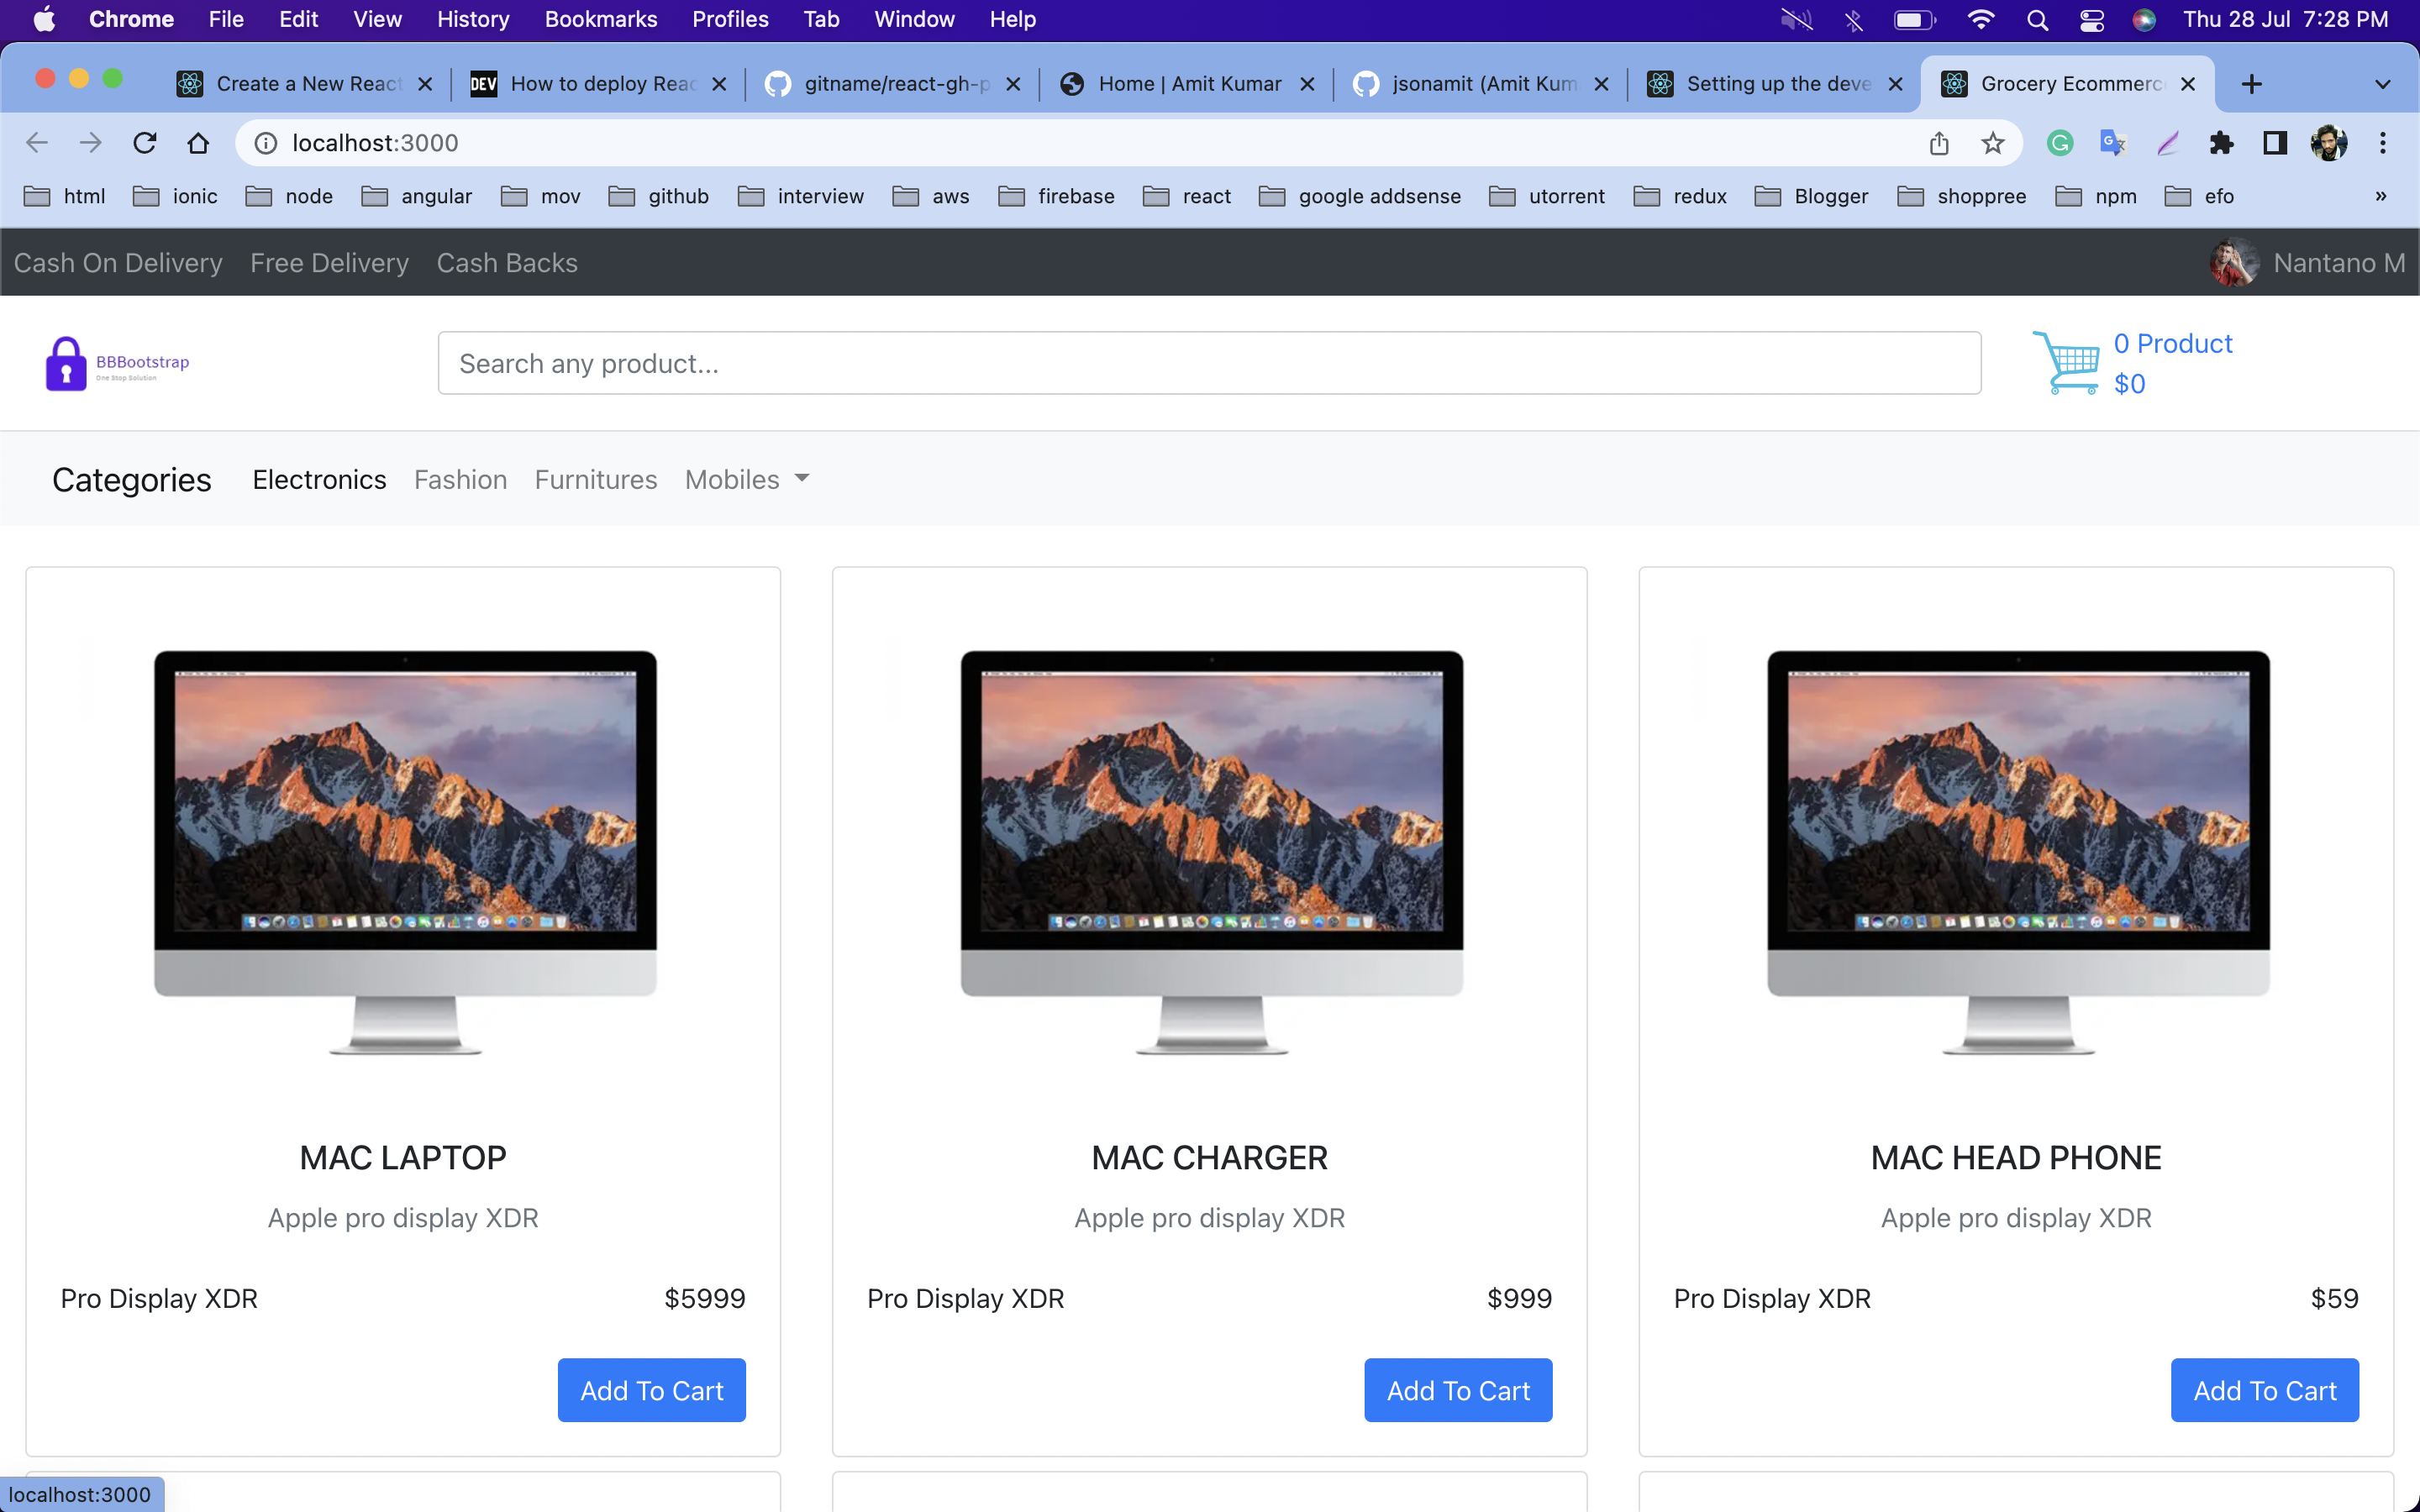 Chrome File Edit View History Bookmarks Profiles Tab Window Help Thu 28 Jul 7:28 PM
Create a New React DEV How to deploy Reac gitname/react-gh-p Home | Amit Kumar jsonamit (Amit Kum Setting up the deve Grocery Ecommerc
localhost:3000
html ionic node angular mov github interview aws firebase react google addsense utorrent redux Blogger shoppree npm efo »
Cash On Delivery Free Delivery Cash Backs Nantano M
BBBootstrap
One Stop Solution
Search any product...
0 Product
$0
Categories Electronics Fashion Furnitures Mobiles
MAC LAPTOP
Apple pro display XDR
Pro Display XDR $5999
Add To Cart
MAC CHARGER
Apple pro display XDR
Pro Display XDR $999
Add To Cart
MAC HEAD PHONE
Apple pro display XDR
Pro Display XDR $59
Add To Cart
localhost:3000